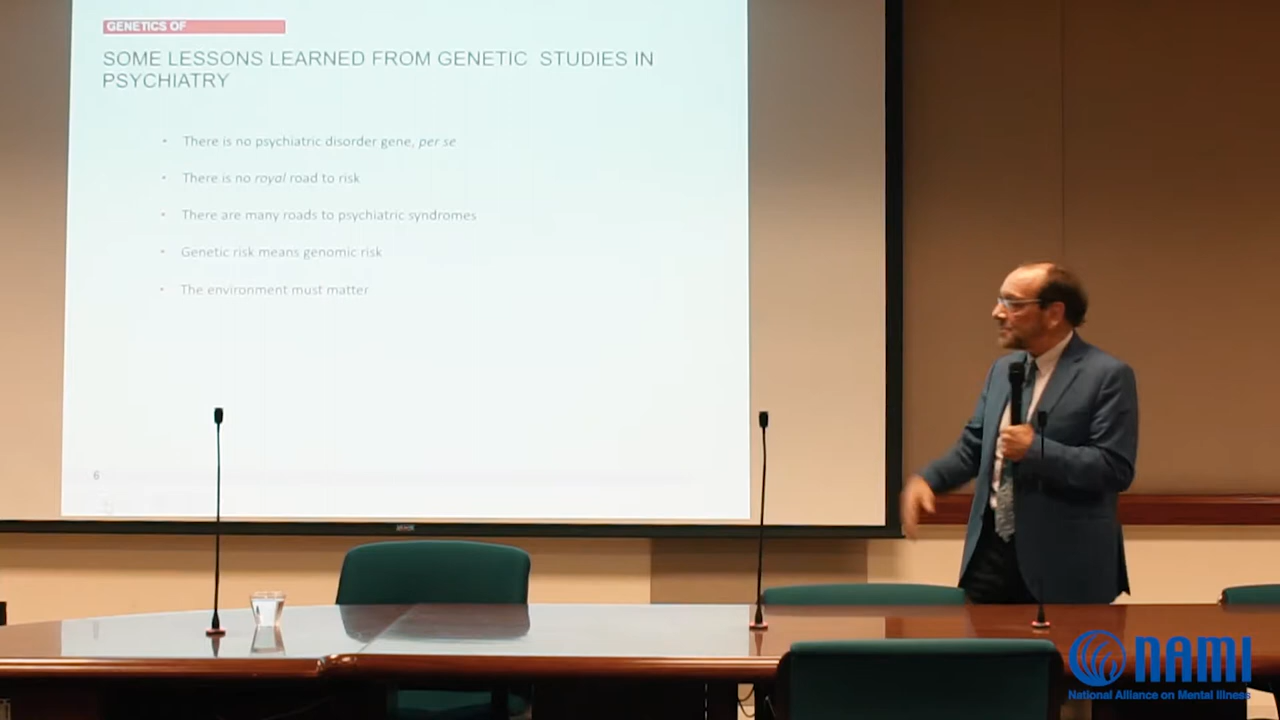 GENETICS OF
SOME LESSONS LEARNED FROM GENETIC STUDIES IN
PSYCHIATRY
• There is no psychiatric disorder gene, per se
• There is no royal road to risk
• There are many roads to psychiatric syndromes
• Genetic risk means genomic risk
• The environment must matter
6
NAMI
National Alliance on Mental Illness